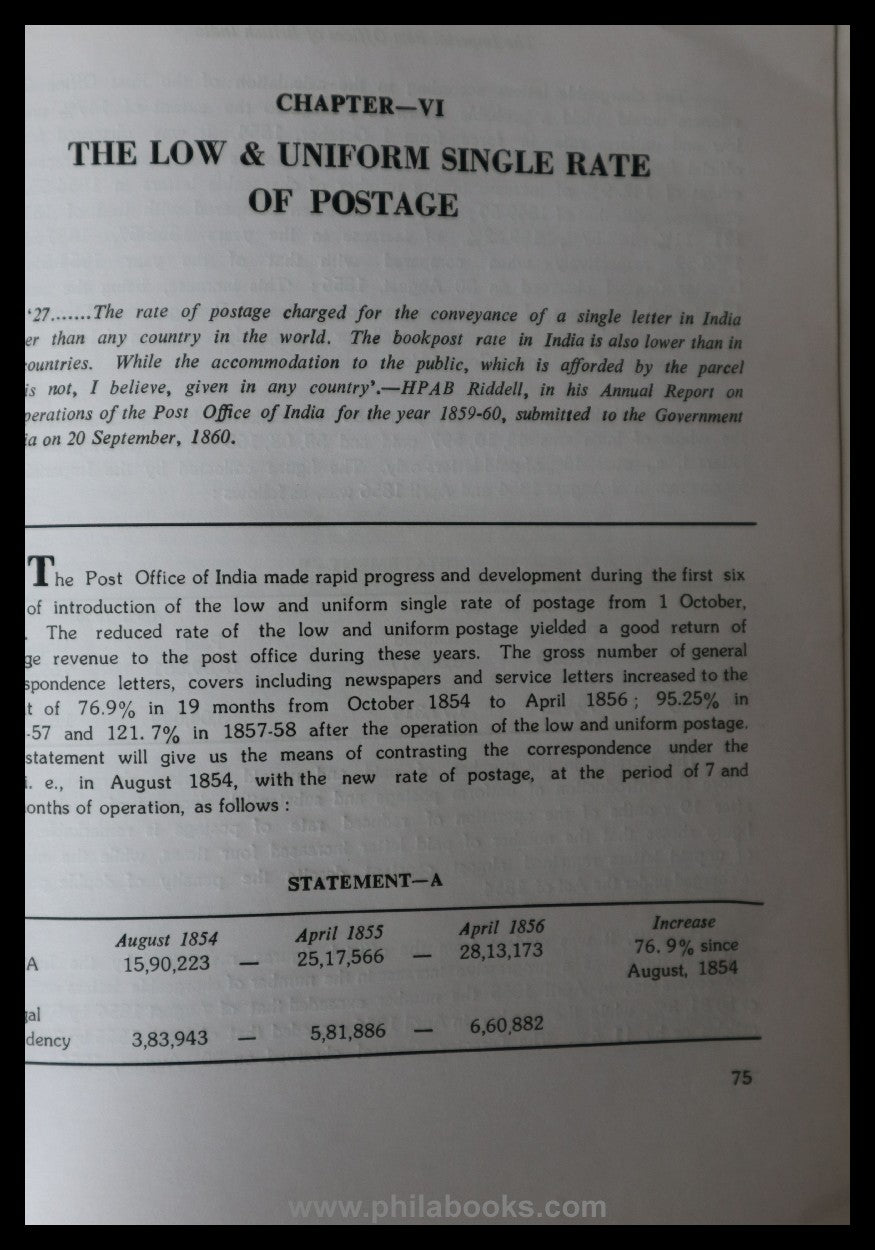 CHAPTER—VI
THE LOW & UNIFORM SINGLE RATE
OF POSTAGE
'27.......The rate of postage charged for the conveyance of a single letter in India
er than any country in the world. The bookpost rate in India is also lower than in
ountries. While the accommodation to the public, which is afforded by the parcel
is not, I believe, given in any country'.—HPAB Riddell, in his Annual Report on
perations of the Post Office of India for the year 1859-60, submitted to the Government
ia on 20 September, 1860.
The Post Office of India made rapid progress and development during the first six
of introduction of the low and uniform single rate of postage from 1 October,
. The reduced rate of the low and uniform postage yielded a good return of
ge revenue to the post office during these years. The gross number of general
spondence letters, covers including newspapers and service letters increased to the
t of 76.9% in 19 months from October 1854 to April 1856 ; 95.25% in
-57 and 121. 7% in 1857-58 after the operation of the low and uniform postage.
statement will give us the means of contrasting the correspondence under the
i. e., in August 1854, with the new rate of postage, at the period of 7 and
onths of operation, as follows :
STATEMENT—A
August 1854 April 1855 April 1856 Increase
A 15,90,223 — 25,17,566 — 28,13,173 76. 9% since
August, 1854
gal
dency 3,83,943 — 5,81,886 — 6,60,882
75
www.philabooks.com